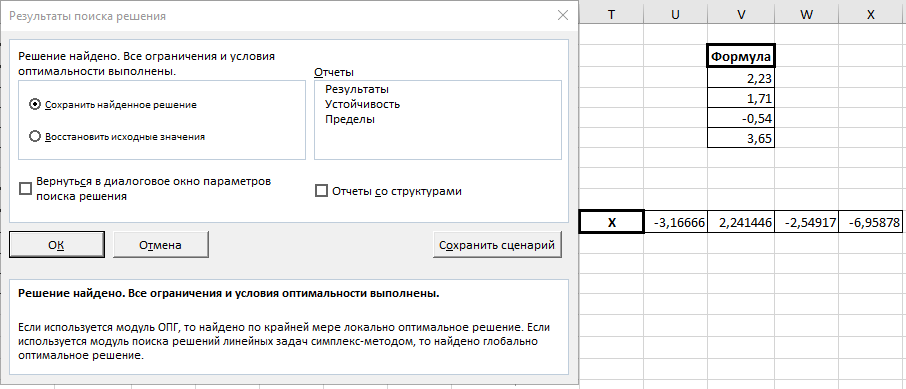 Результаты поиска решения
Решение найдено. Все ограничения и условия
оптимальности выполнены.
Отчеты
Результаты
Устойчивость
Пределы
Сохранить найденное решение
Восстановить исходные значения
Вернуться в диалоговое окно параметров
поиска решения
Отчеты со структурами
ОК
Отмена
Сохранить сценарий
Решение найдено. Все ограничения и условия оптимальности выполнены.
Если используется модуль ОПГ, то найдено по крайней мере локально оптимальное решение. Если
используется модуль поиска решений линейных задач симплекс-методом, то найдено глобально
оптимальное решение.
T U V W X
Формула
2,23
1,71
-0,54
3,65
X -3,16666 2,241446 -2,54917 -6,95878